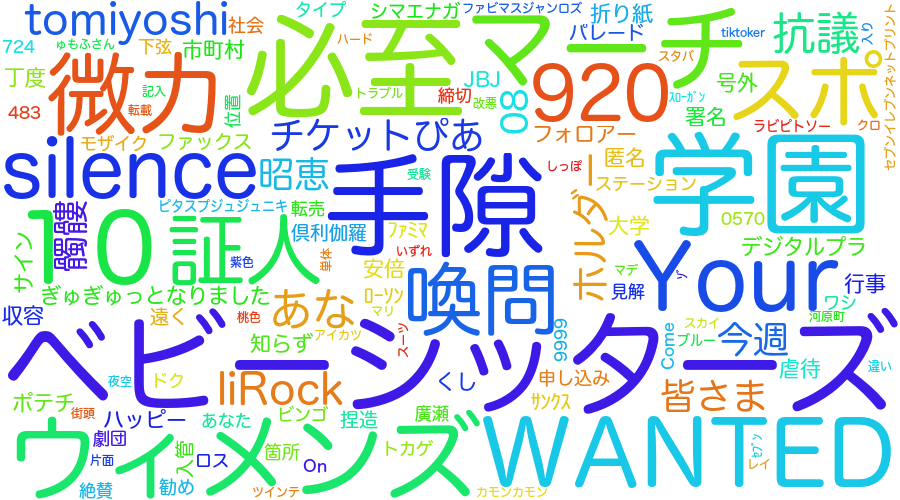 tomiyoshi
社会
タイプ
シマエナガ
ファビマスジャンロズ
折り紙
抗議
入り
セブンイレブンネットプリント
724
ゅもふさん
下弦
市町村
必至
マーチ
ハード
パレード
tiktoker
スタバ
丁度
微力
記入
転載
位置
トラブル
JBJ
締切
改悪
920
80
ｽﾛｰｶﾞﾝ
号外
署名
スポ
483
モザイク
ファックス
チケットぴあ
フォロアー
ラビピトソー
クロ
silence
昭恵
受験
手隙
しっぽ
匿名
ステーション
学園
ピタスプジュジュニキ
転売
倶利伽羅
ﾌｧﾐﾏ
いずれ
ホルダー
大学
0570
デジタルプラ
サイン
髑髏
10
証人
紫色
単体
安倍
喚問
マデ
見解
Your
ゾ
行事
ぎゅぎゅっとなりました
ﾛｰｿﾝ
マリ
ワシ
河原町
収容
遠く
桃色
あな
アイカツ
スーツ
9999
Come
スカイ
ブルー
今週
ベビーシッターズ
知らず
夜空
ドク
liRock
くし
申し込み
皆さま
虐待
違い
ポテチ
街頭
ハッピー
あなた
ビンゴ
捏造
廣瀬
ｻﾝｸｽ
ウィメンズ
劇団
片面
入管
ロス
箇所
On
トカゲ
WANTED
ｾﾌﾞﾝ
レイ
絶賛
勧め
ツインテ
カモンカモン